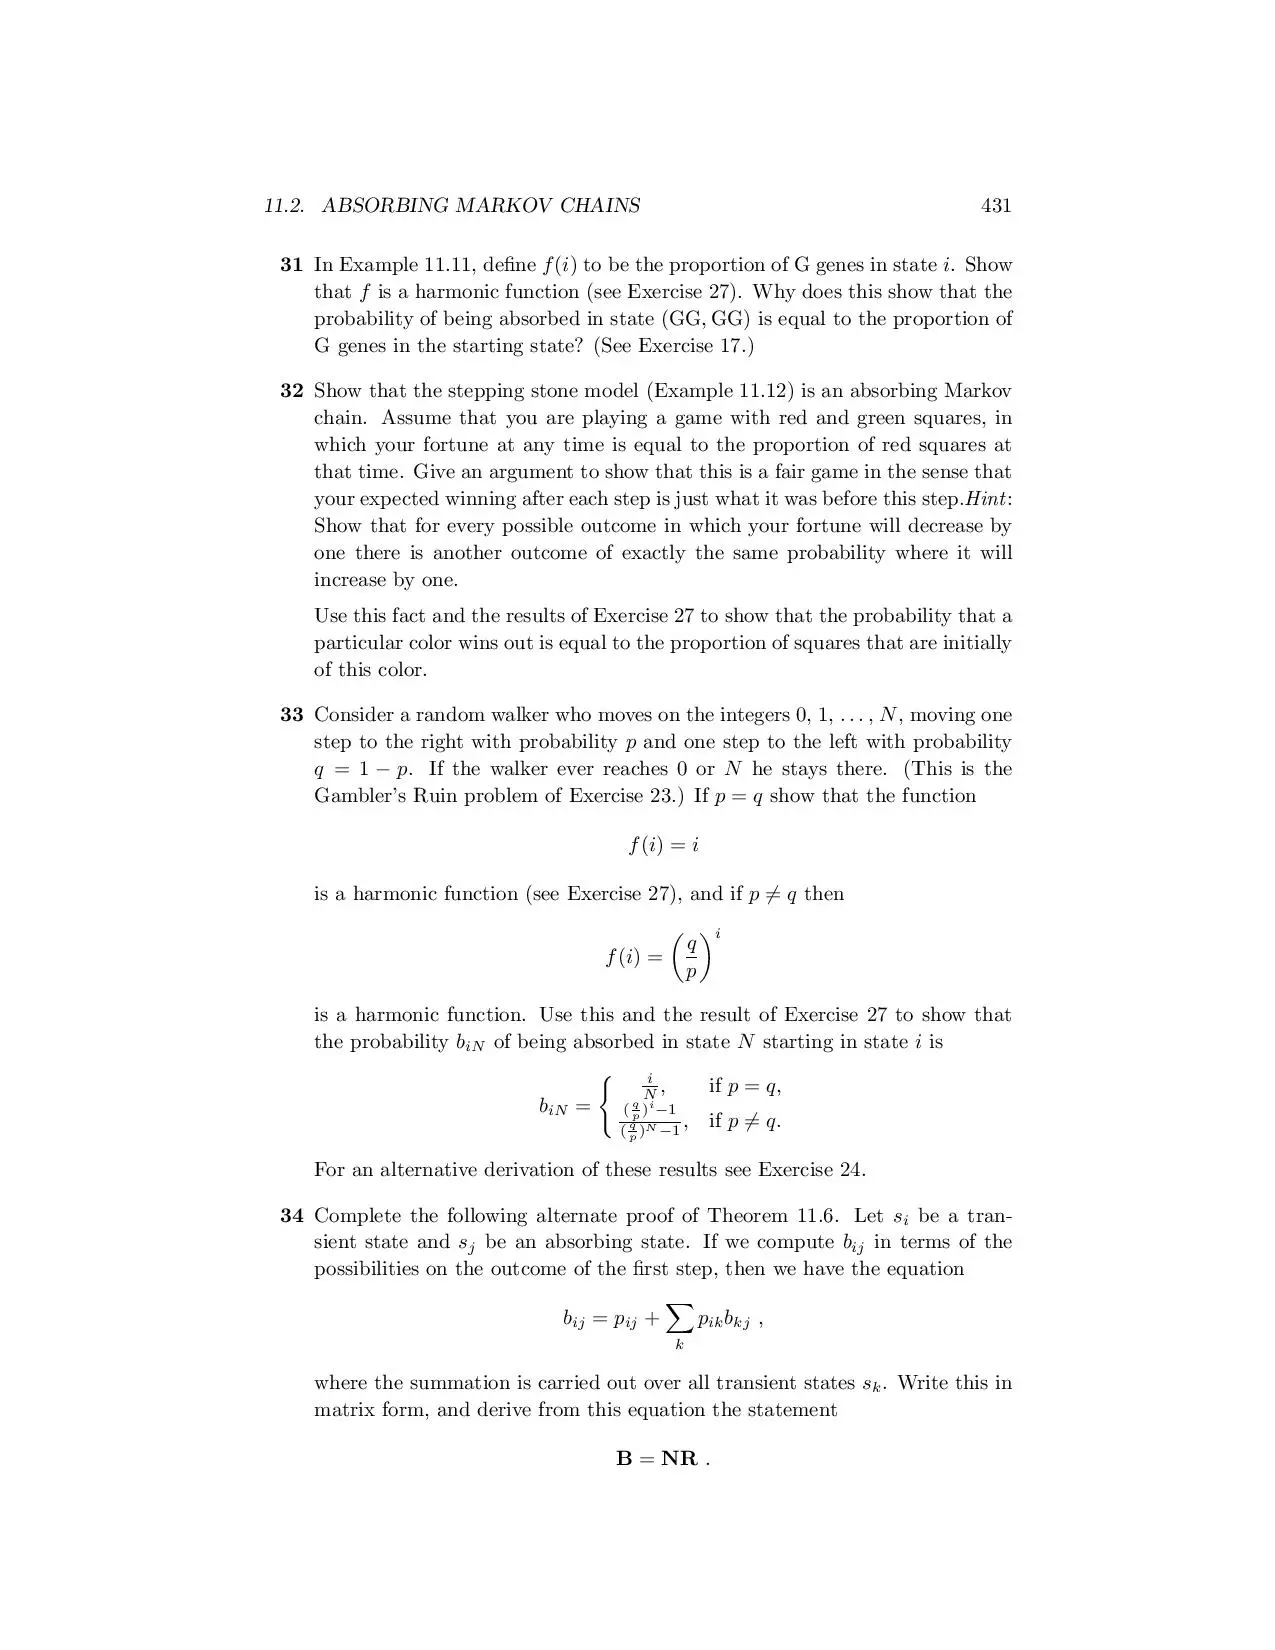 11.2. ABSORBING MARKOV CHAINS 431
31 In Example 11.11, define f(i) to be the proportion of G genes in state i. Show
that f is a harmonic function (see Exercise 27). Why does this show that the
probability of being absorbed in state (GG, GG) is equal to the proportion of
G genes in the starting state? (See Exercise 17.)
32 Show that the stepping stone model (Example 11.12) is an absorbing Markov
chain. Assume that you are playing a game with red and green squares, in
which your fortune at any time is equal to the proportion of red squares at
that time. Give an argument to show that this is a fair game in the sense that
your expected winning after each step is just what it was before this step.Hint:
Show that for every possible outcome in which your fortune will decrease by
one there is another outcome of exactly the same probability where it will
increase by one.
Use this fact and the results of Exercise 27 to show that the probability that a
particular color wins out is equal to the proportion of squares that are initially
of this color.
33 Consider a random walker who moves on the integers 0, 1, . . . , N, moving one
step to the right with probability p and one step to the left with probability
q = 1 − p. If the walker ever reaches 0 or N he stays there. (This is the
Gambler's Ruin problem of Exercise 23.) If p = q show that the function
f(i) = i
is a harmonic function (see Exercise 27), and if p ≠ q then
f(i) = (q/p)^i
is a harmonic function. Use this and the result of Exercise 27 to show that
the probability b_{iN} of being absorbed in state N starting in state i is
b_{iN} = { i/N, if p = q,
((q/p)^i − 1)/((q/p)^N − 1), if p ≠ q.
For an alternative derivation of these results see Exercise 24.
34 Complete the following alternate proof of Theorem 11.6. Let s_i be a tran-
sient state and s_j be an absorbing state. If we compute b_{ij} in terms of the
possibilities on the outcome of the first step, then we have the equation
b_{ij} = p_{ij} + ∑_k p_{ik}b_{kj} ,
where the summation is carried out over all transient states s_k. Write this in
matrix form, and derive from this equation the statement
B = NR .